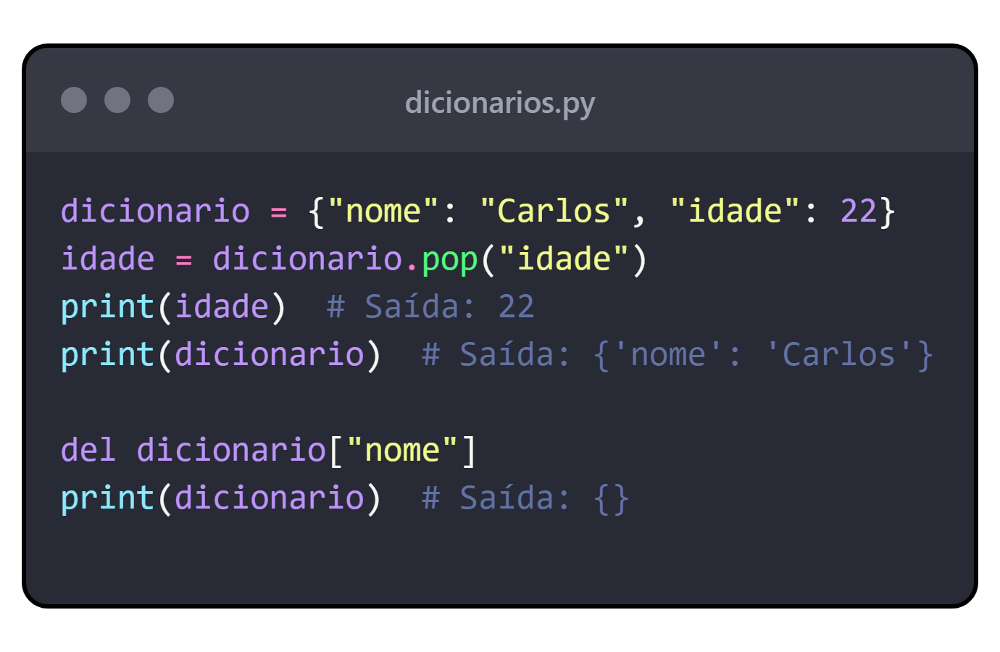 dicionarios.py
dicionario = {"nome": "Carlos", "idade": 22}
idade = dicionario.pop("idade")
print(idade)  # Saída: 22
print(dicionario)  # Saída: {'nome': 'Carlos'}
del dicionario["nome"]
print(dicionario)  # Saída: {}